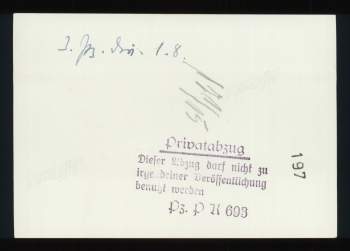 3. Pz. Div. 1.8.
Privatabzug
Dieser Abzug darf nicht zu
irgendeiner Veröffentlichung
benutzt werden
Pz. P K 693
197